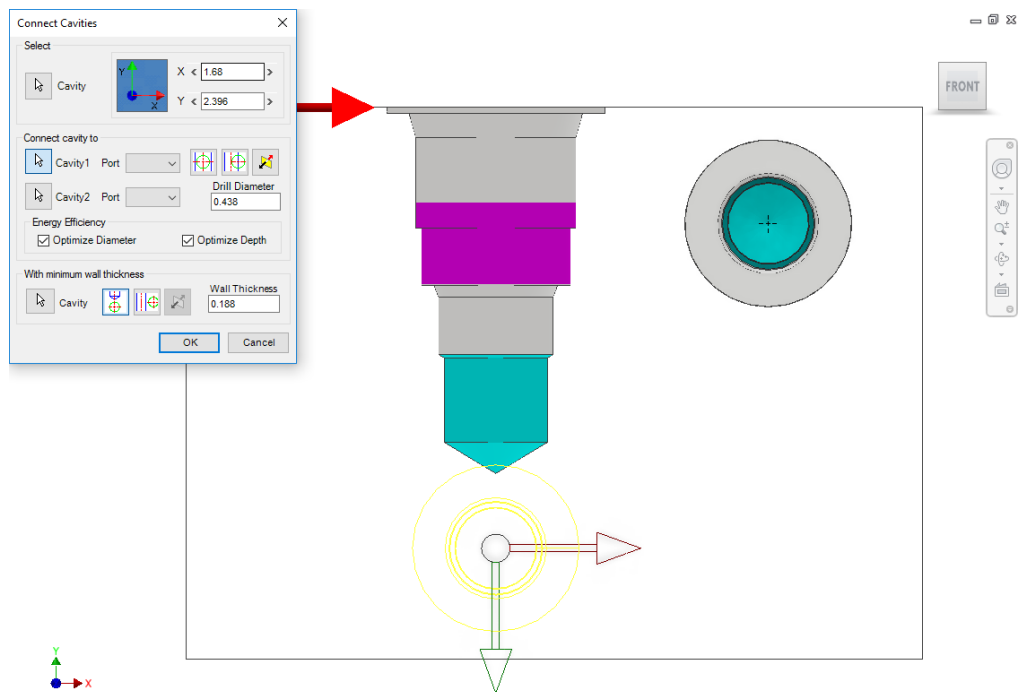 Connect Cavities
Select
Cavity
Y
X
X
1.68
Y
2.396
Connect cavity to
Cavity1 Port
Cavity2 Port
Drill Diameter
0.438
Energy Efficiency
Optimize Diameter
Optimize Depth
With minimum wall thickness
Cavity
Wall Thickness
0.188
OK
Cancel
FRONT
Y
X